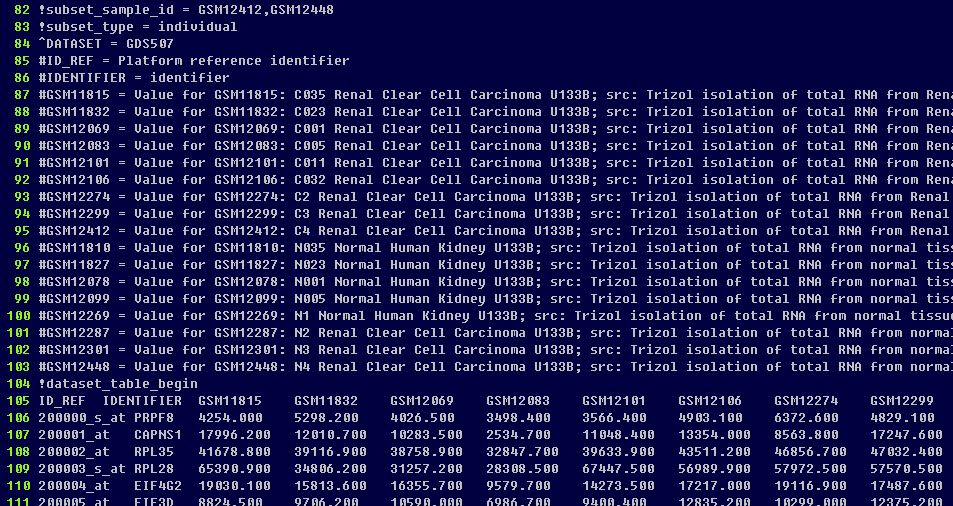 82 !subset_sample_id = GSM12412,GSM12448
83 !subset_type = individual
84 ^DATASET = GDS507
85 #ID_REF = Platform reference identifier
86 #IDENTIFIER = identifier
87 #GSM11815 = Value for GSM11815: C035 Renal Clear Cell Carcinoma U133B; src: Trizol isolation of total RNA from Rena
88 #GSM11832 = Value for GSM11832: C023 Renal Clear Cell Carcinoma U133B; src: Trizol isolation of total RNA from Rena
89 #GSM12069 = Value for GSM12069: C001 Renal Clear Cell Carcinoma U133B; src: Trizol isolation of total RNA from Rena
90 #GSM12083 = Value for GSM12083: C005 Renal Clear Cell Carcinoma U133B; src: Trizol isolation of total RNA from Rena
91 #GSM12101 = Value for GSM12101: C011 Renal Clear Cell Carcinoma U133B; src: Trizol isolation of total RNA from Rena
92 #GSM12106 = Value for GSM12106: C032 Renal Clear Cell Carcinoma U133B; src: Trizol isolation of total RNA from Rena
93 #GSM12274 = Value for GSM12274: C2 Renal Clear Cell Carcinoma U133B; src: Trizol isolation of total RNA from Renal
94 #GSM12299 = Value for GSM12299: C3 Renal Clear Cell Carcinoma U133B; src: Trizol isolation of total RNA from Renal
95 #GSM12412 = Value for GSM12412: C4 Renal Clear Cell Carcinoma U133B; src: Trizol isolation of total RNA from Renal
96 #GSM11810 = Value for GSM11810: N035 Normal Human Kidney U133B; src: Trizol isolation of total RNA from normal tiss
97 #GSM11827 = Value for GSM11827: N023 Normal Human Kidney U133B; src: Trizol isolation of total RNA from normal tiss
98 #GSM12078 = Value for GSM12078: N001 Normal Human Kidney U133B; src: Trizol isolation of total RNA from normal tiss
99 #GSM12099 = Value for GSM12099: N005 Normal Human Kidney U133B; src: Trizol isolation of total RNA from normal tiss
100 #GSM12269 = Value for GSM12269: N1 Normal Human Kidney U133B; src: Trizol isolation of total RNA from normal tissue
101 #GSM12287 = Value for GSM12287: N2 Renal Clear Cell Carcinoma U133B; src: Trizol isolation of total RNA from normal
102 #GSM12301 = Value for GSM12301: N3 Renal Clear Cell Carcinoma U133B; src: Trizol isolation of total RNA from normal
103 #GSM12448 = Value for GSM12448: N4 Renal Clear Cell Carcinoma U133B; src: Trizol isolation of total RNA from normal
104 !dataset_table_begin
105 ID_REF IDENTIFIER GSM11815 GSM11832 GSM12069 GSM12083 GSM12101 GSM12106 GSM12274 GSM12299
106 200000_s_at PRPF8 4254.000 5298.200 4026.500 3498.400 3566.400 4903.100 6372.600 4829.100
107 200001_at CAPNS1 17996.200 12010.700 10283.500 2534.700 11048.400 13354.000 8563.800 17247.600
108 200002_at RPL35 41678.800 39116.900 38758.900 32847.700 39633.900 43511.200 46856.700 47032.400
109 200003_s_at RPL28 65390.900 34806.200 31257.200 28308.500 67447.500 56989.900 57972.500 57570.500
110 200004_at EIF4G2 19030.100 15813.600 16355.700 9579.700 14273.500 17217.000 19116.900 17487.600
111 200005_at EIF3D 8824.500 9706.200 10590.000 6986.700 9400.400 12835.200 10299.000 12375.200